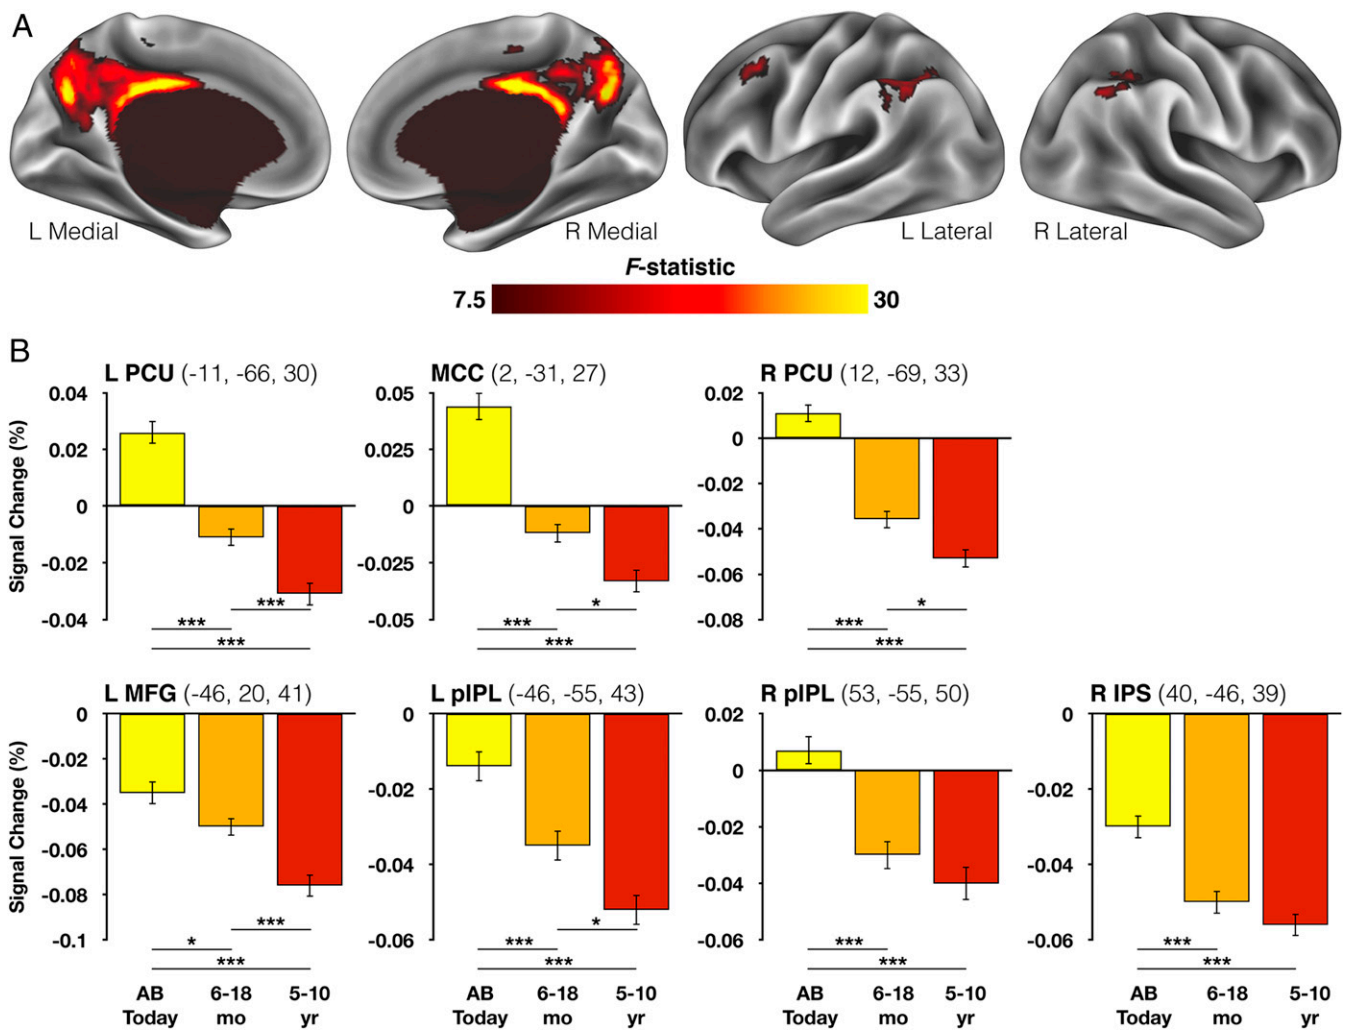 A
L Medial
R Medial
L Lateral
R Lateral
F-statistic
7.5
30
B
L PCU (-11, -66, 30)
MCC (2, -31, 27)
R PCU (12, -69, 33)
Signal Change (%)
0.04
0.02
0
-0.02
-0.04
***
***
***
0.05
0.025
0
-0.025
-0.05
*
***
***
0.02
0
-0.02
-0.04
-0.06
-0.08
*
***
***
L MFG (-46, 20, 41)
L pIPL (-46, -55, 43)
R pIPL (53, -55, 50)
R IPS (40, -46, 39)
Signal Change (%)
0
-0.02
-0.04
-0.06
-0.08
-0.1
***
*
***
0
-0.02
-0.04
-0.06
*
***
***
0.02
0
-0.02
-0.04
-0.06
***
***
0
-0.02
-0.04
-0.06
***
***
AB
Today
6-18
mo
5-10
yr
AB
Today
6-18
mo
5-10
yr
AB
Today
6-18
mo
5-10
yr
AB
Today
6-18
mo
5-10
yr